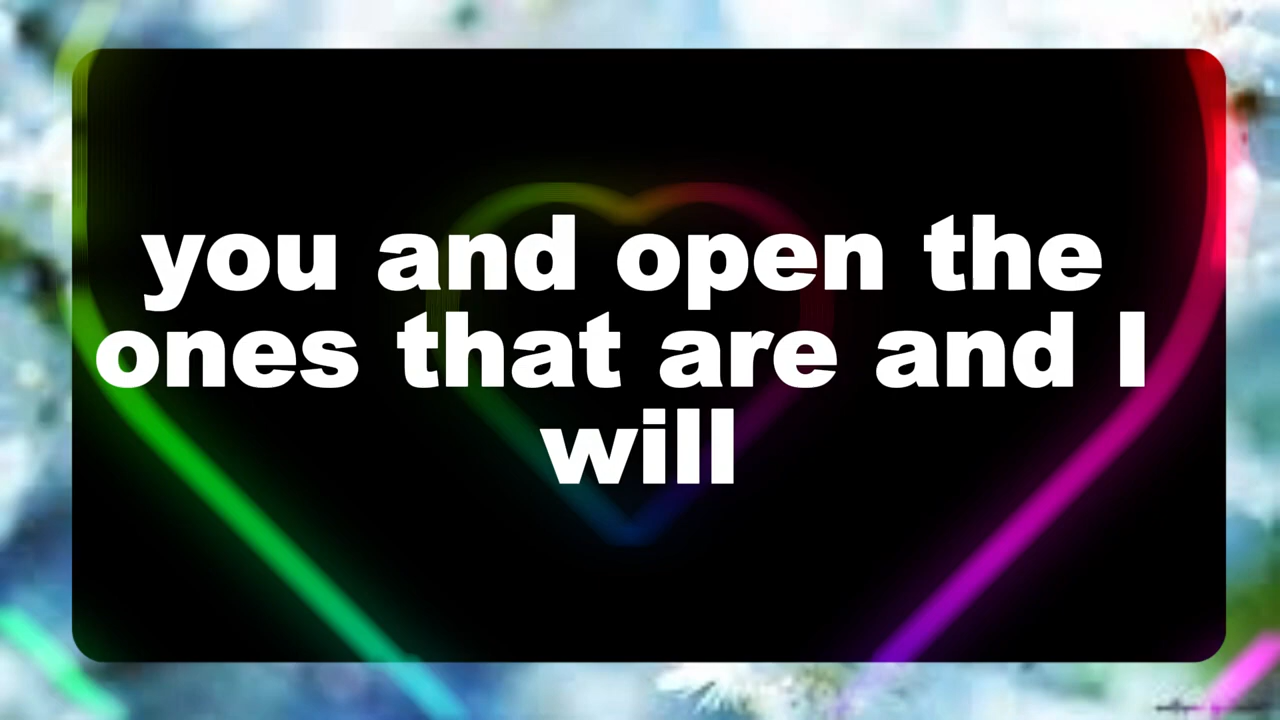 you and open the
ones that are and I
will